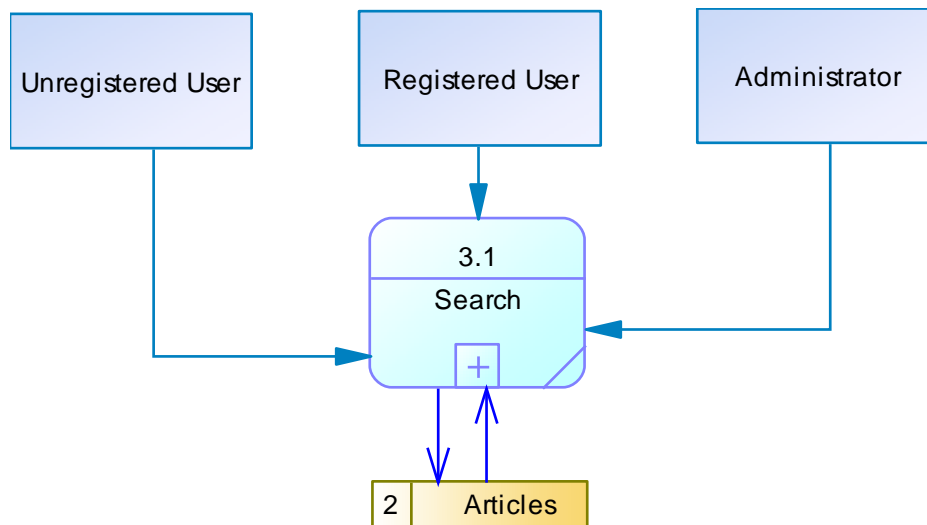 Unregistered User
Registered User
Administrator
3.1
Search
2 Articles